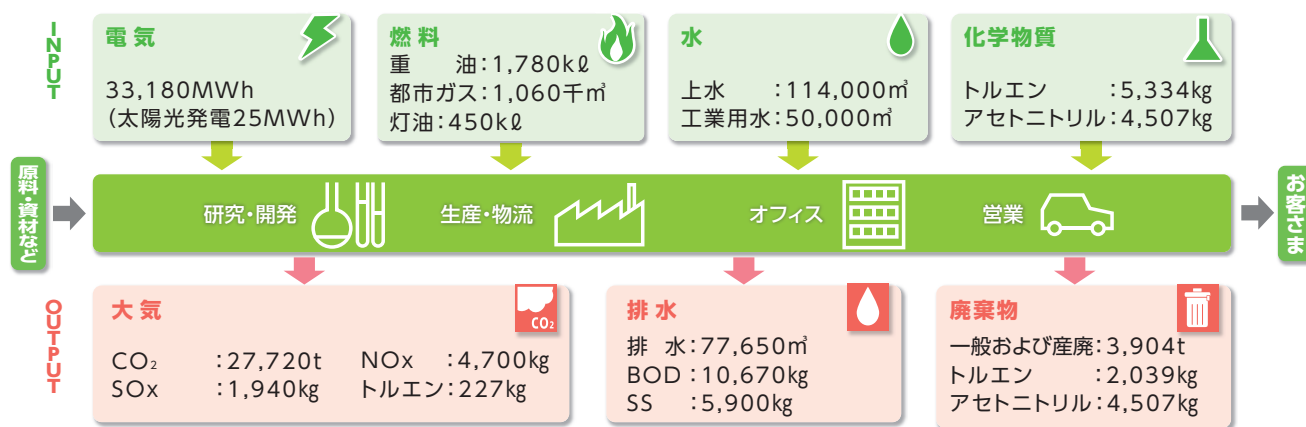 INPUT
電気
33,180MWh
(太陽光発電25MWh)
燃料
重　油:1,780kℓ
都市ガス:1,060千㎥
灯油:450kℓ
水
上水　:114,000㎥
工業用水:50,000㎥
化学物質
トルエン　:5,334kg
アセトニトリル:4,507kg
原料・資材など
研究・開発
生産・物流
オフィス
営業
お客さま
OUTPUT
大気
CO₂
CO₂　:27,720t　NOx　:4,700kg
SOx　:1,940kg　トルエン:227kg
排水
排　水:77,650㎥
BOD:10,670kg
SS　:5,900kg
廃棄物
一般および産廃:3,904t
トルエン　:2,039kg
アセトニトリル:4,507kg